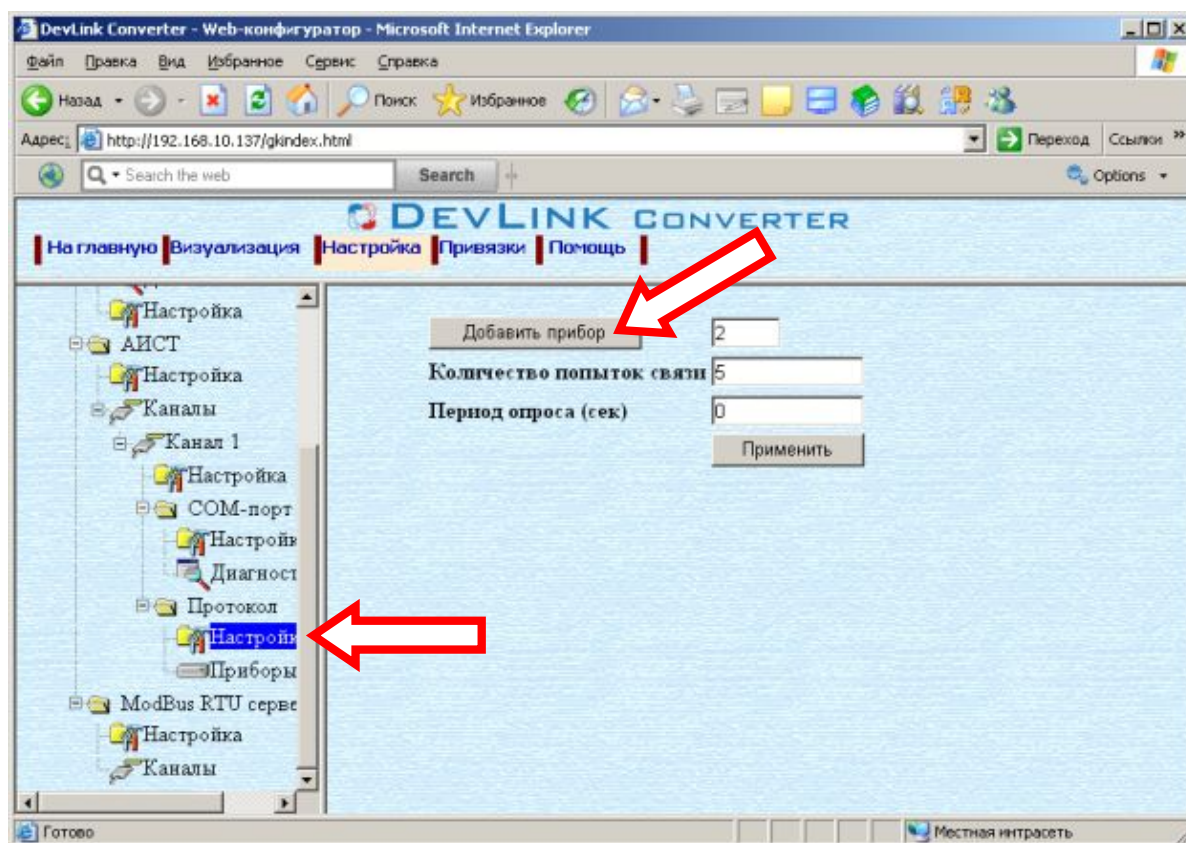 DevLink Converter - Web-конфигуратор - Microsoft Internet Explorer
Файл Правка Вид Избранное Сервис Справка
Назад Поиск Избранное
Адрес: http://192.168.10.137/gkindex.html Переход Ссылки »
Search the web Search Options
DEVLINK CONVERTER
На главную Визуализация Настройка Привязки Помощь
Настройка
АИСТ
Настройка
Каналы
Канал 1
Настройка
COM-порт
Настройк
Диагност
Протокол
Настройк
Приборы
ModBus RTU серве
Настройка
Каналы
Добавить прибор 2
Количество попыток связи 5
Период опроса (сек) 0
Применить
Готово Местная интрасеть